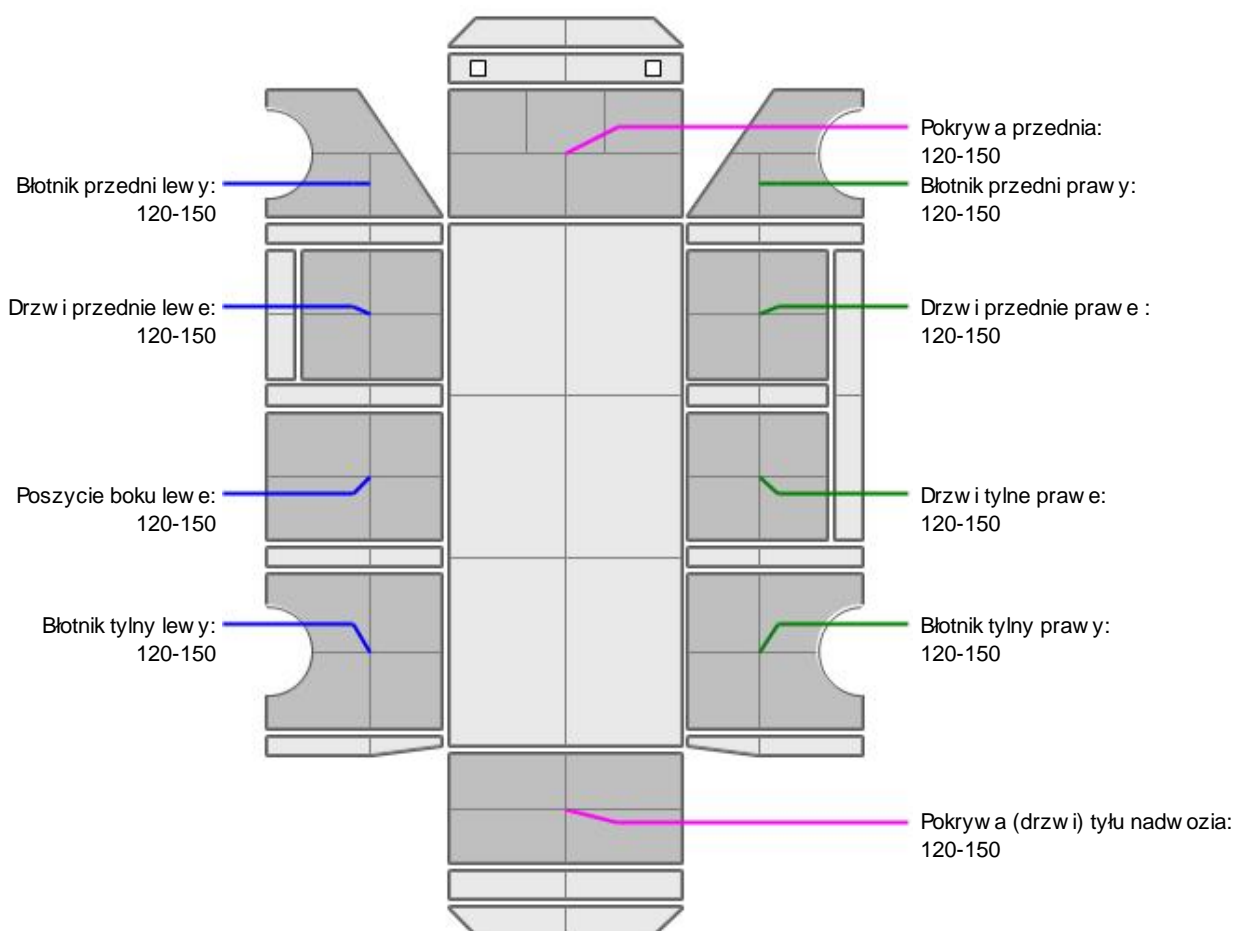 Pokrywa przednia:
120-150
Błotnik przedni lewy:
120-150
Błotnik przedni prawy:
120-150
Drzwi przednie lewe:
120-150
Drzwi przednie prawe :
120-150
Poszycie boku lewe:
120-150
Drzwi tylne prawe:
120-150
Błotnik tylny lewy:
120-150
Błotnik tylny prawy:
120-150
Pokrywa (drzwi) tyłu nadwozia:
120-150